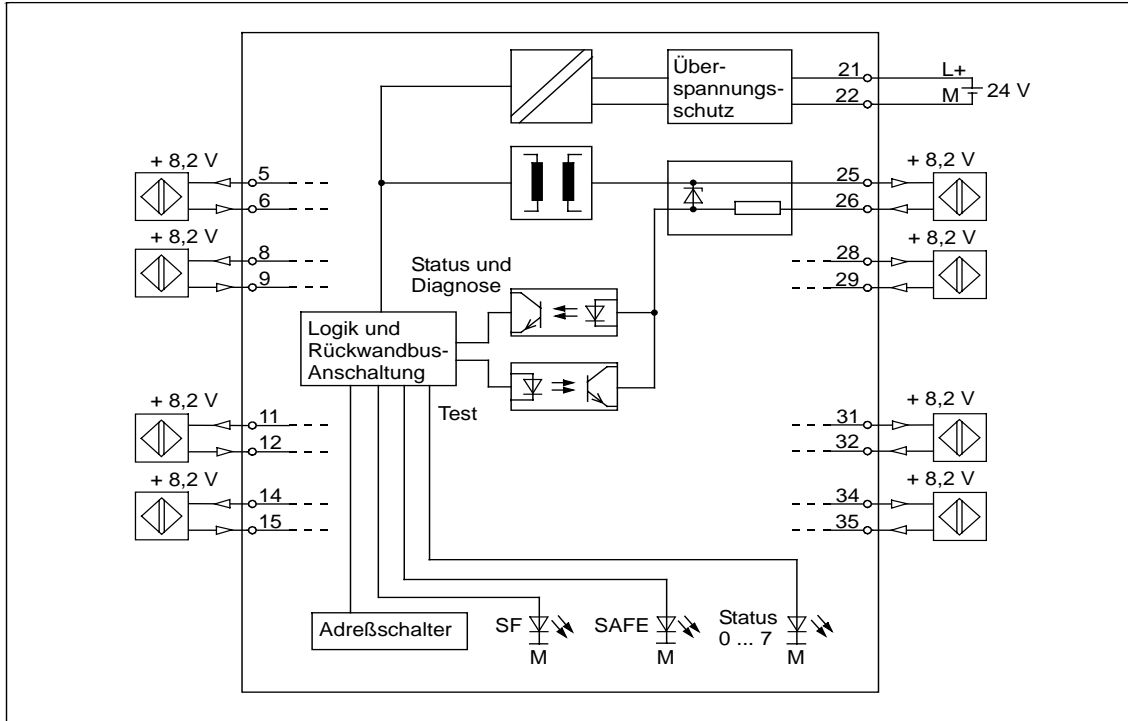 Über-
spannungs-
schutz
21
22
L+
M
24 V
+ 8,2 V
5
6
25
26
+ 8,2 V
+ 8,2 V
8
9
28
29
+ 8,2 V
Status und
Diagnose
Logik und
Rückwandbus-
Anschaltung
Test
+ 8,2 V
11
12
31
32
+ 8,2 V
+ 8,2 V
14
15
34
35
+ 8,2 V
Adreßschalter
SF
M
SAFE
M
Status
0 ... 7
M